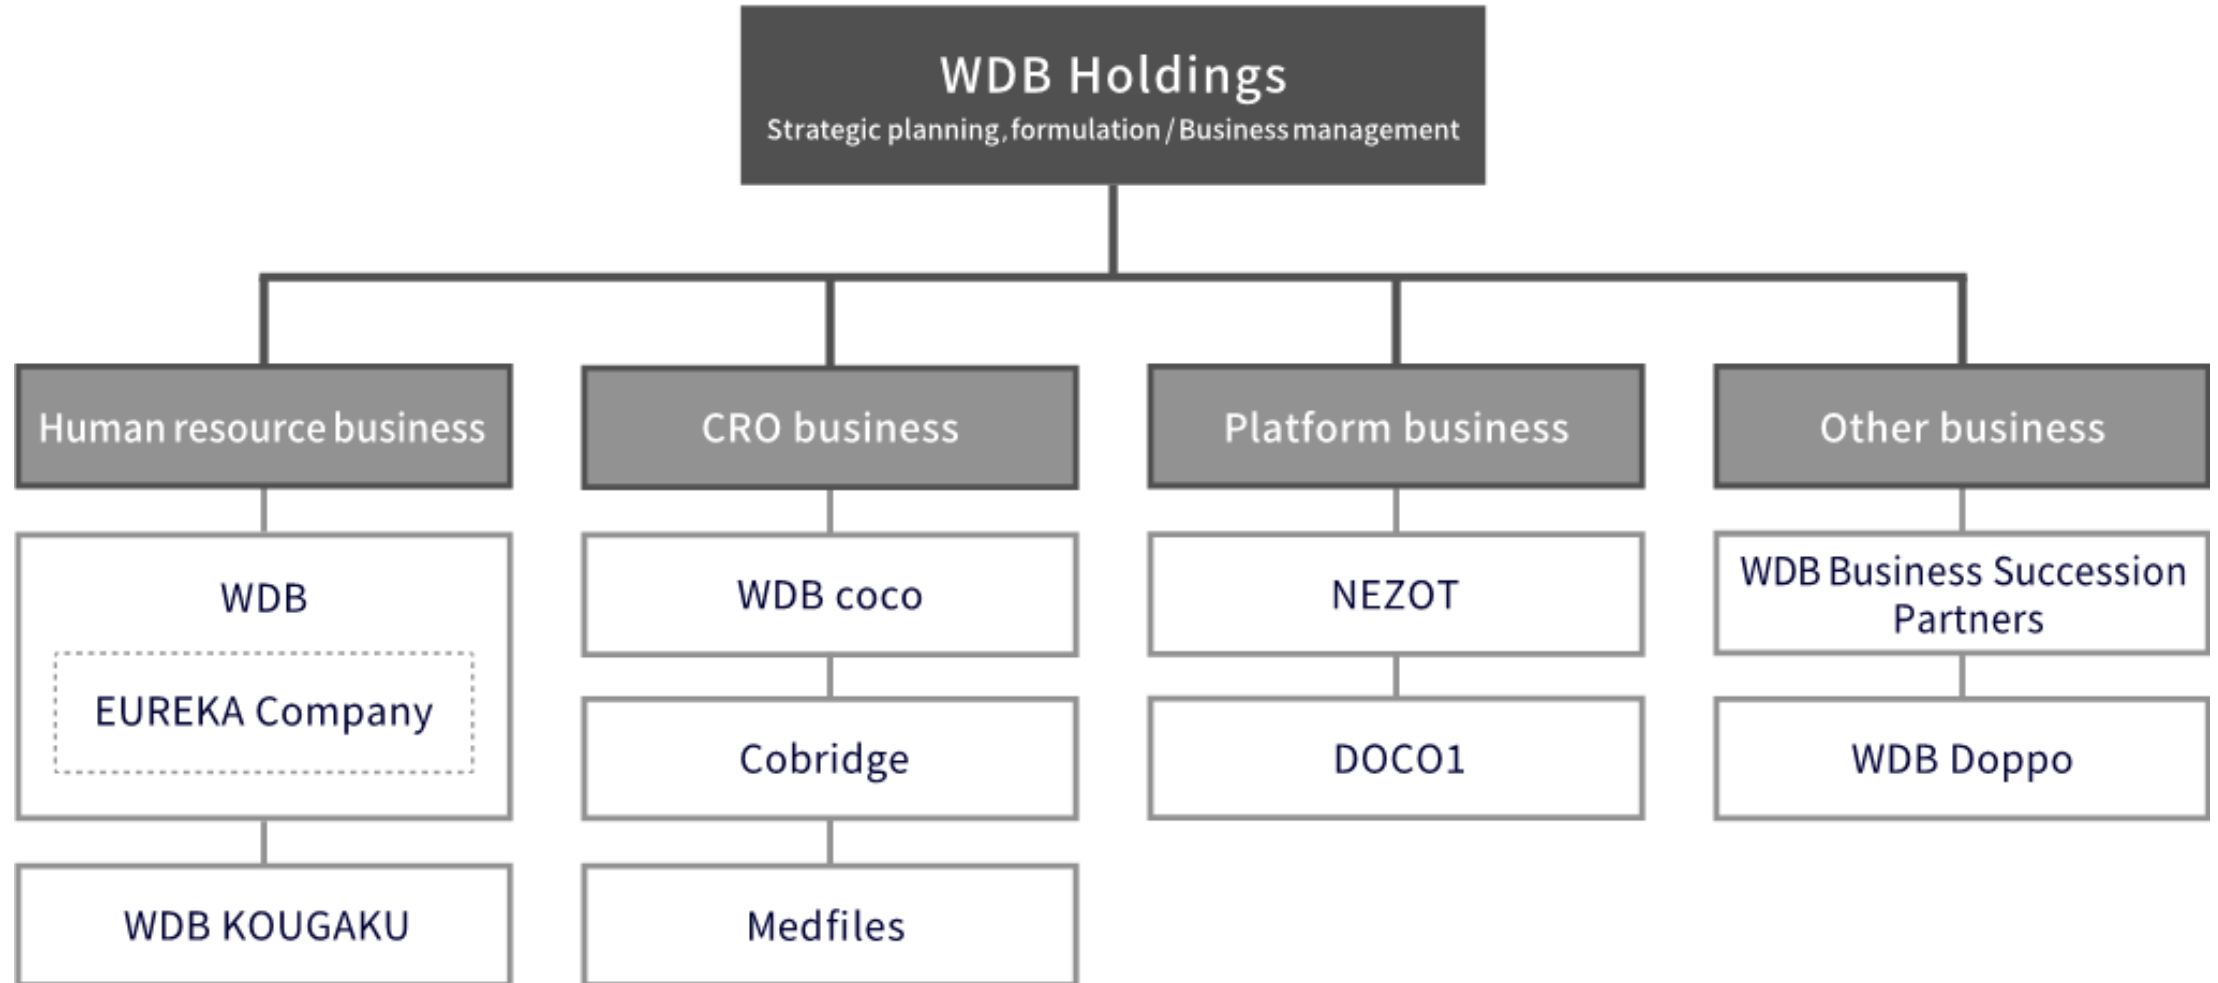 WDB Holdings
Strategic planning, formulation / Business management
Human resource business
CRO business
Platform business
Other business
WDB
EUREKA Company
WDB KOUGAKU
WDB coco
Cobridge
Medfiles
NEZOT
DOCO1
WDB Business Succession
Partners
WDB Doppo